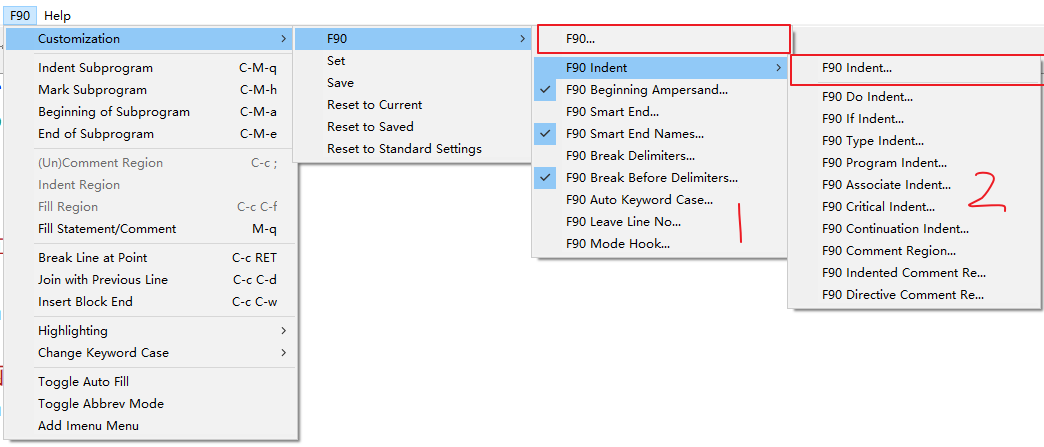 F90 Help
Customization
Indent Subprogram C-M-q
Mark Subprogram C-M-h
Beginning of Subprogram C-M-a
End of Subprogram C-M-e
(Un)Comment Region C-c ;
Indent Region
Fill Region C-c C-f
Fill Statement/Comment M-q
Break Line at Point C-c RET
Join with Previous Line C-c C-d
Insert Block End C-c C-w
Highlighting
Change Keyword Case
Toggle Auto Fill
Toggle Abbrev Mode
Add Imenu Menu
F90
Set
Save
Reset to Current
Reset to Saved
Reset to Standard Settings
F90...
F90 Indent
F90 Beginning Ampersand...
F90 Smart End...
F90 Smart End Names...
F90 Break Delimiters...
F90 Break Before Delimiters...
F90 Auto Keyword Case...
F90 Leave Line No...
F90 Mode Hook...
1
F90 Indent...
F90 Do Indent...
F90 If Indent...
F90 Type Indent...
F90 Program Indent...
F90 Associate Indent...
F90 Critical Indent...
F90 Continuation Indent...
F90 Comment Region...
F90 Indented Comment Re...
F90 Directive Comment Re...
2